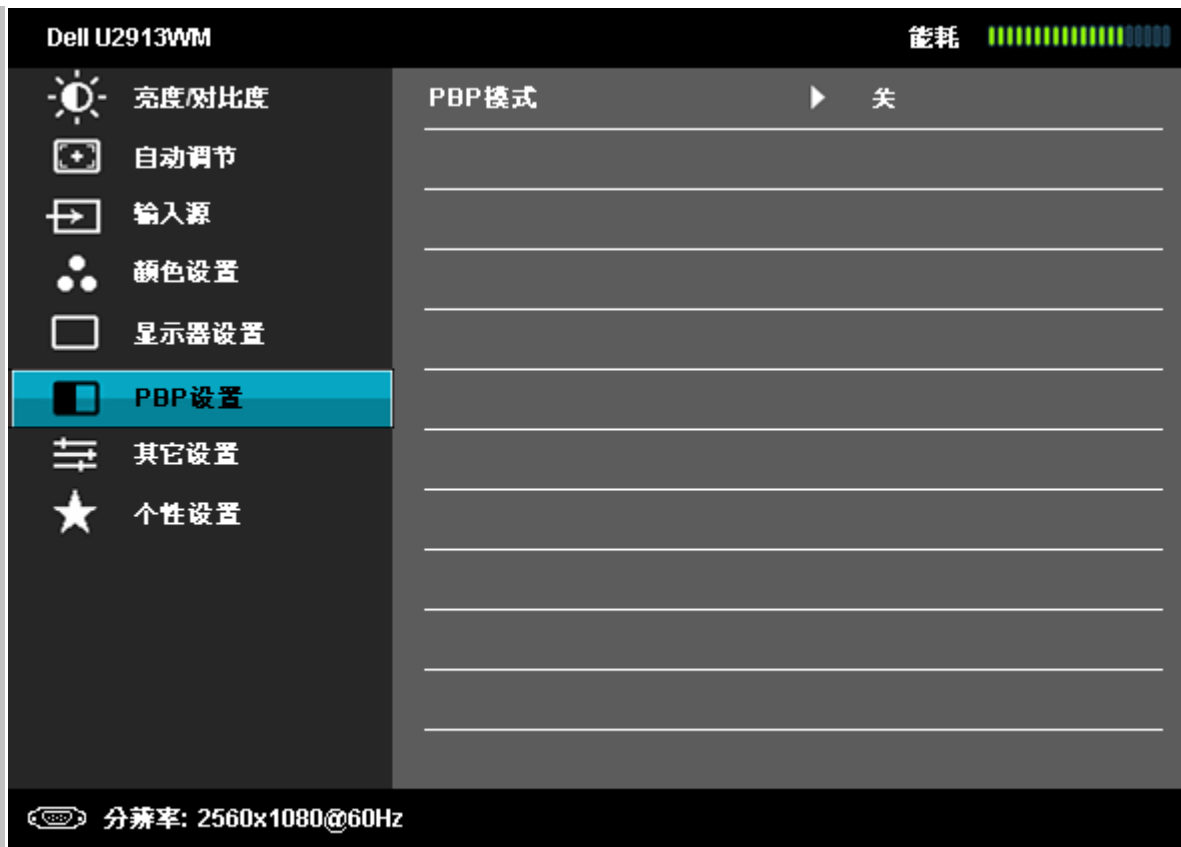 Dell U2913WM 能耗
亮度/对比度
PBP模式 关
自动调节
输入源
颜色设置
显示器设置
PBP设置
其它设置
个性设置
分辨率: 2560x1080@60Hz